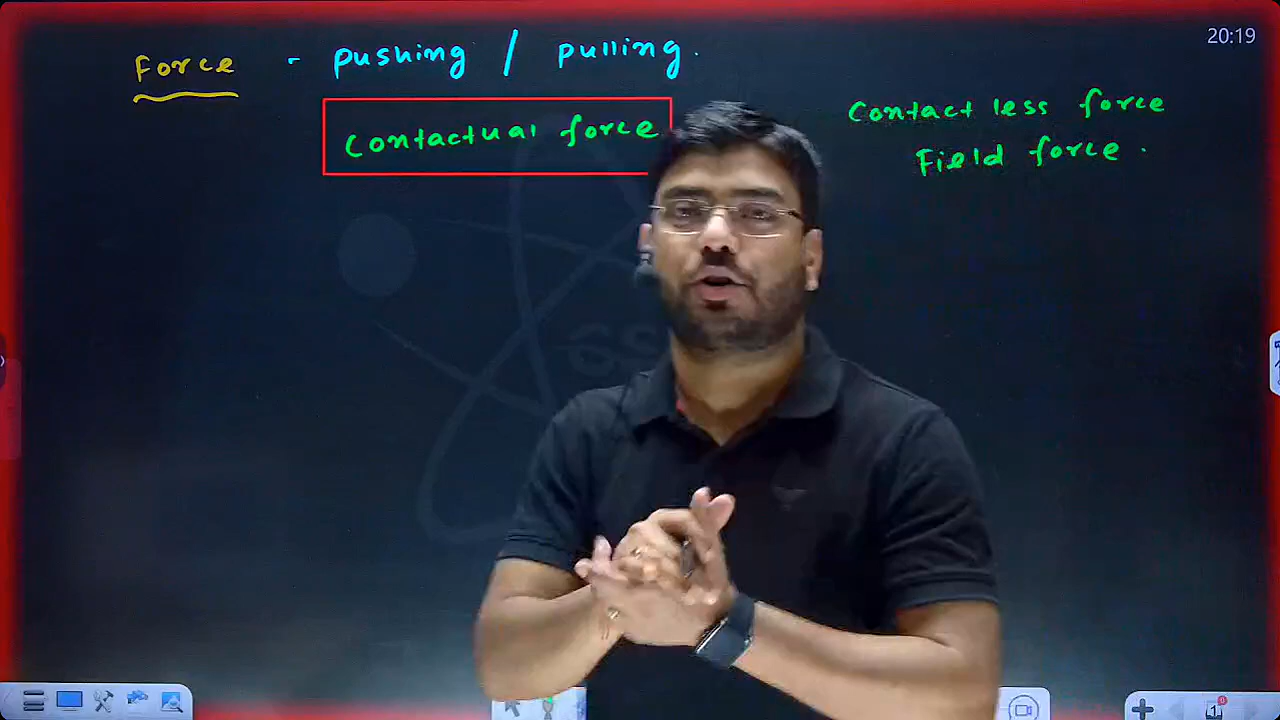 Force - pushing / pulling.
Contactual force
Contact less force
Field force.
20:19